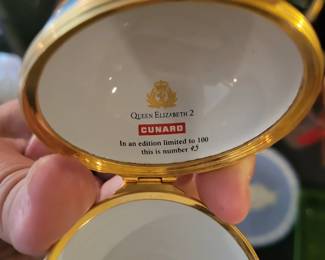 QUEEN ELIZABETH 2
CUNARD
In an edition limited to 100
this is number